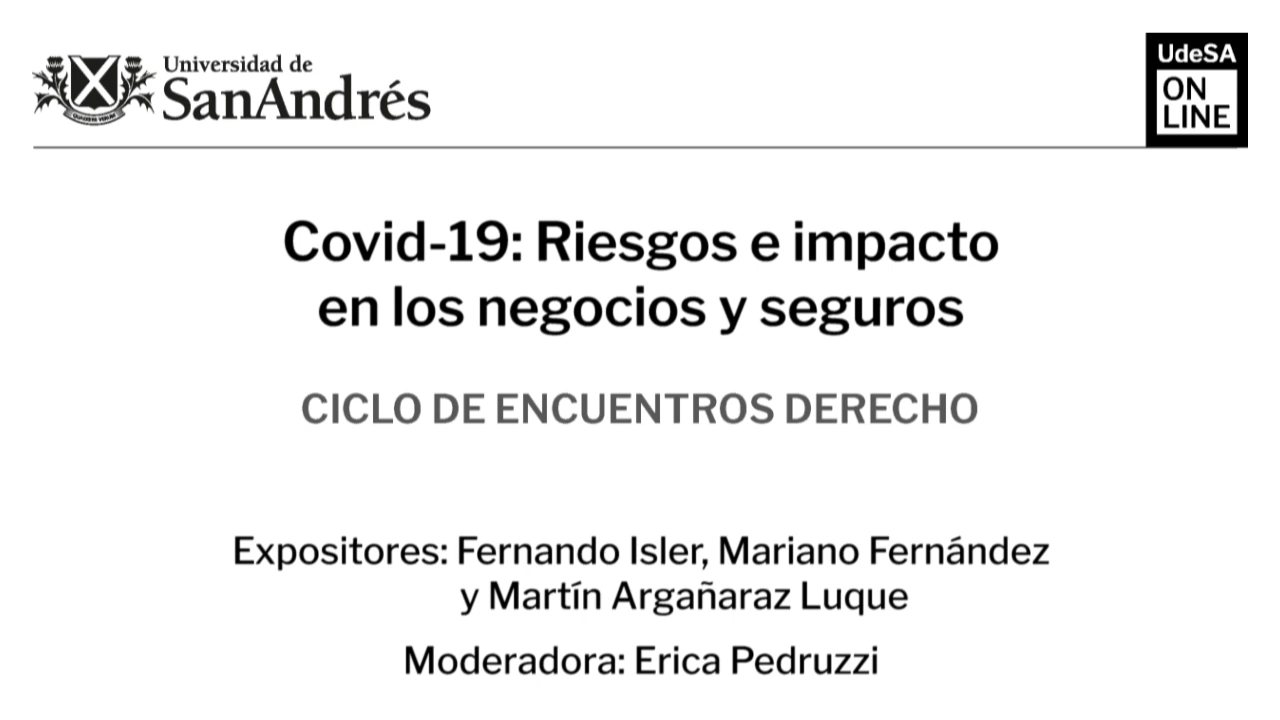 Universidad de
SanAndrés
UdeSA
ON
LINE
Covid-19: Riesgos e impacto
en los negocios y seguros
CICLO DE ENCUENTROS DERECHO
Expositores: Fernando Isler, Mariano Fernández
y Martín Argañaraz Luque
Moderadora: Erica Pedruzzi